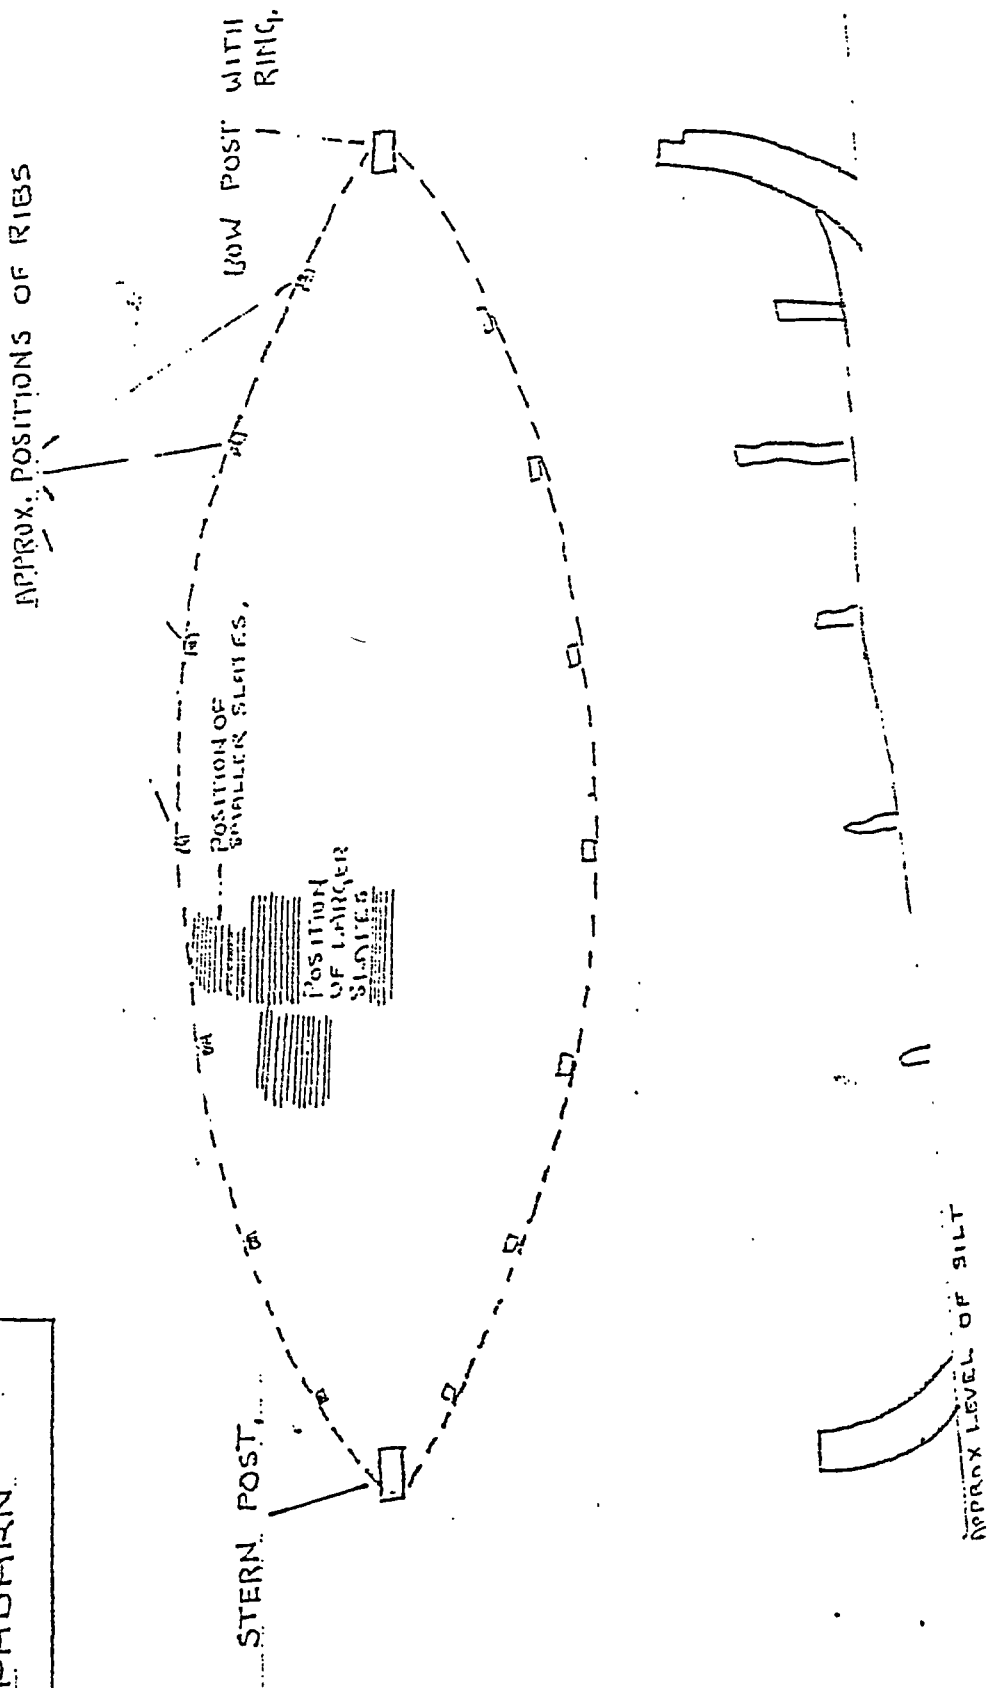 APPROX. POSITIONS OF RIBS
BOW POST WITH
RING.
POSITION OF
SMALLER SLATES.
POSITION
OF LARGER
SLATES
STERN POST.
APPROX LEVEL OF SILT